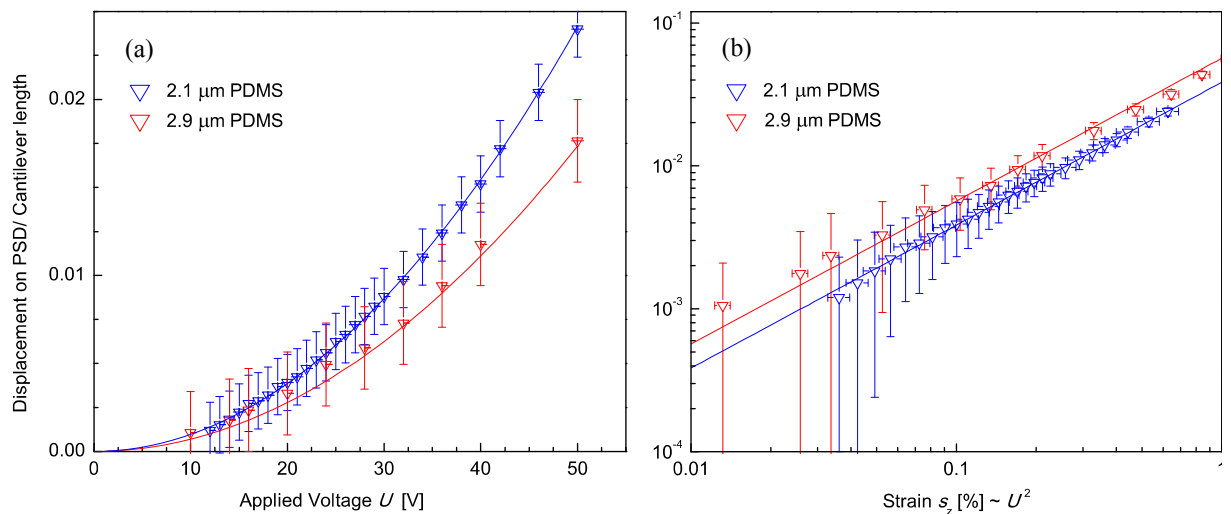 (a)
2.1 µm PDMS
2.9 µm PDMS
Displacement on PSD/ Cantilever length
0.02
0.01
0.00
0
10
20
30
40
50
Applied Voltage U [V]
(b)
2.1 µm PDMS
2.9 µm PDMS
10⁻¹
10⁻²
10⁻³
10⁻⁴
0.01
0.1
1
Strain s_z [%] ~ U²